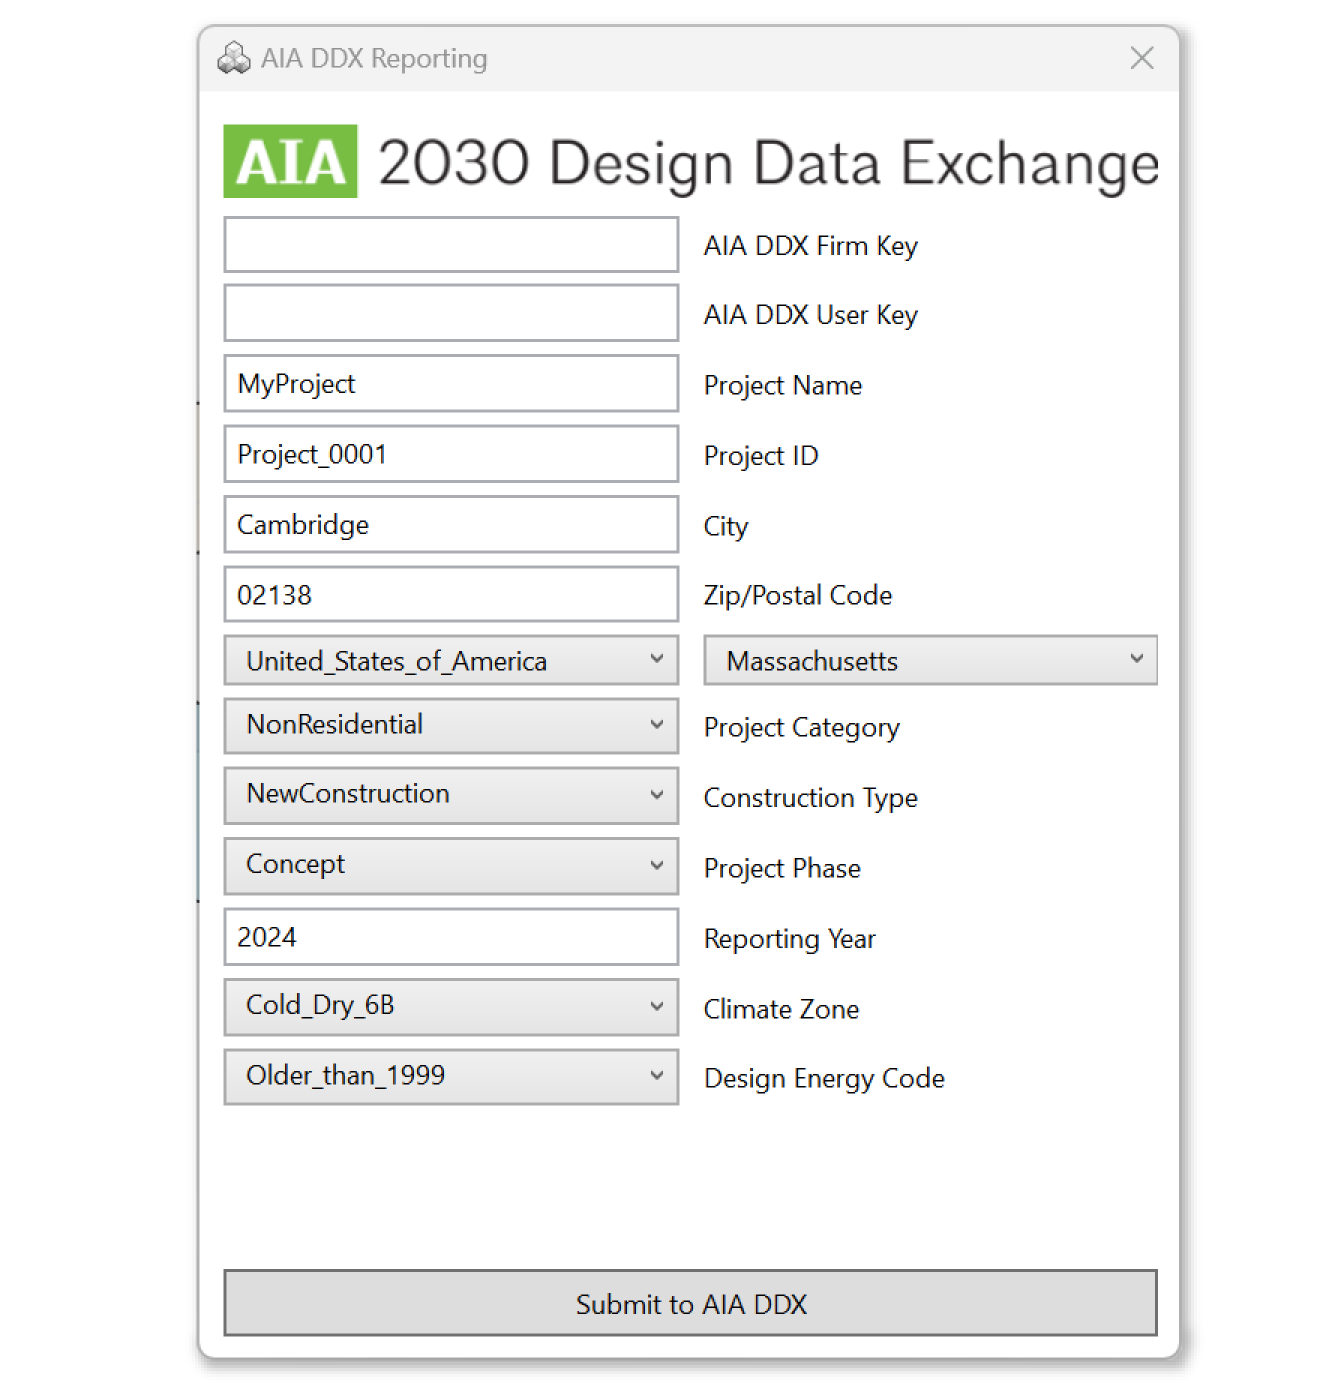 AIA DDX Reporting
AIA 2030 Design Data Exchange
AIA DDX Firm Key
AIA DDX User Key
MyProject Project Name
Project_0001 Project ID
Cambridge City
02138 Zip/Postal Code
United_States_of_America Massachusetts
NonResidential Project Category
NewConstruction Construction Type
Concept Project Phase
2024 Reporting Year
Cold_Dry_6B Climate Zone
Older_than_1999 Design Energy Code
Submit to AIA DDX